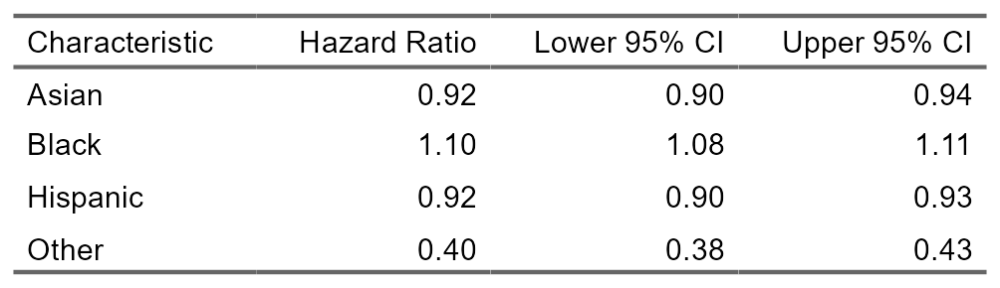 Characteristic Hazard Ratio Lower 95% CI Upper 95% CI
Asian 0.92 0.90 0.94
Black 1.10 1.08 1.11
Hispanic 0.92 0.90 0.93
Other 0.40 0.38 0.43